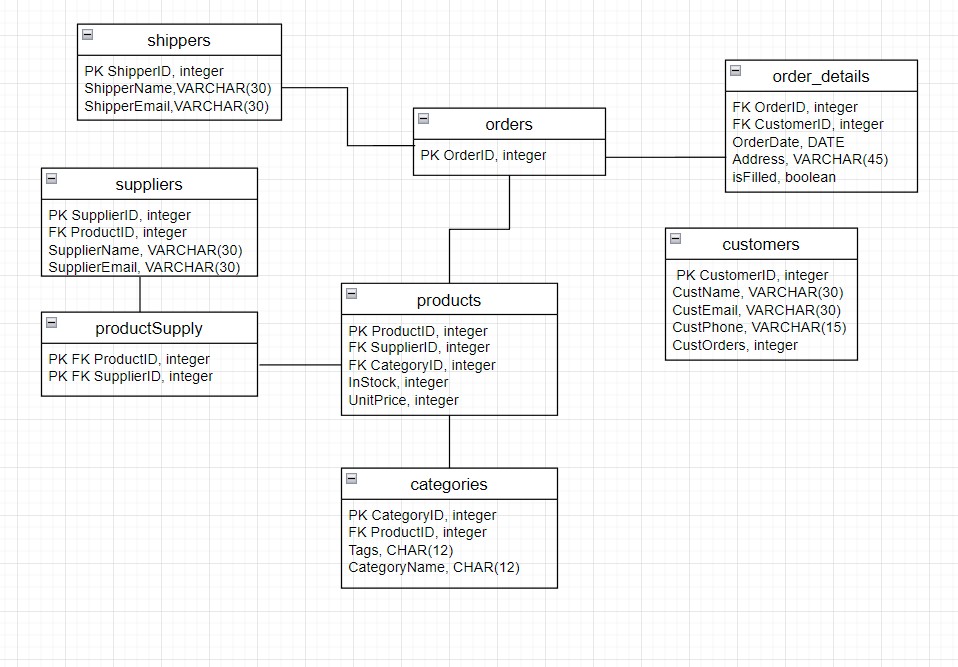 shippers
PK ShipperID, integer
ShipperName,VARCHAR(30)
ShipperEmail,VARCHAR(30)
orders
PK OrderID, integer
order_details
FK OrderID, integer
FK CustomerID, integer
OrderDate, DATE
Address, VARCHAR(45)
isFilled, boolean
suppliers
PK SupplierID, integer
FK ProductID, integer
SupplierName, VARCHAR(30)
SupplierEmail, VARCHAR(30)
customers
PK CustomerID, integer
CustName, VARCHAR(30)
CustEmail, VARCHAR(30)
CustPhone, VARCHAR(15)
CustOrders, integer
productSupply
PK FK ProductID, integer
PK FK SupplierID, integer
products
PK ProductID, integer
FK SupplierID, integer
FK CategoryID, integer
InStock, integer
UnitPrice, integer
categories
PK CategoryID, integer
FK ProductID, integer
Tags, CHAR(12)
CategoryName, CHAR(12)